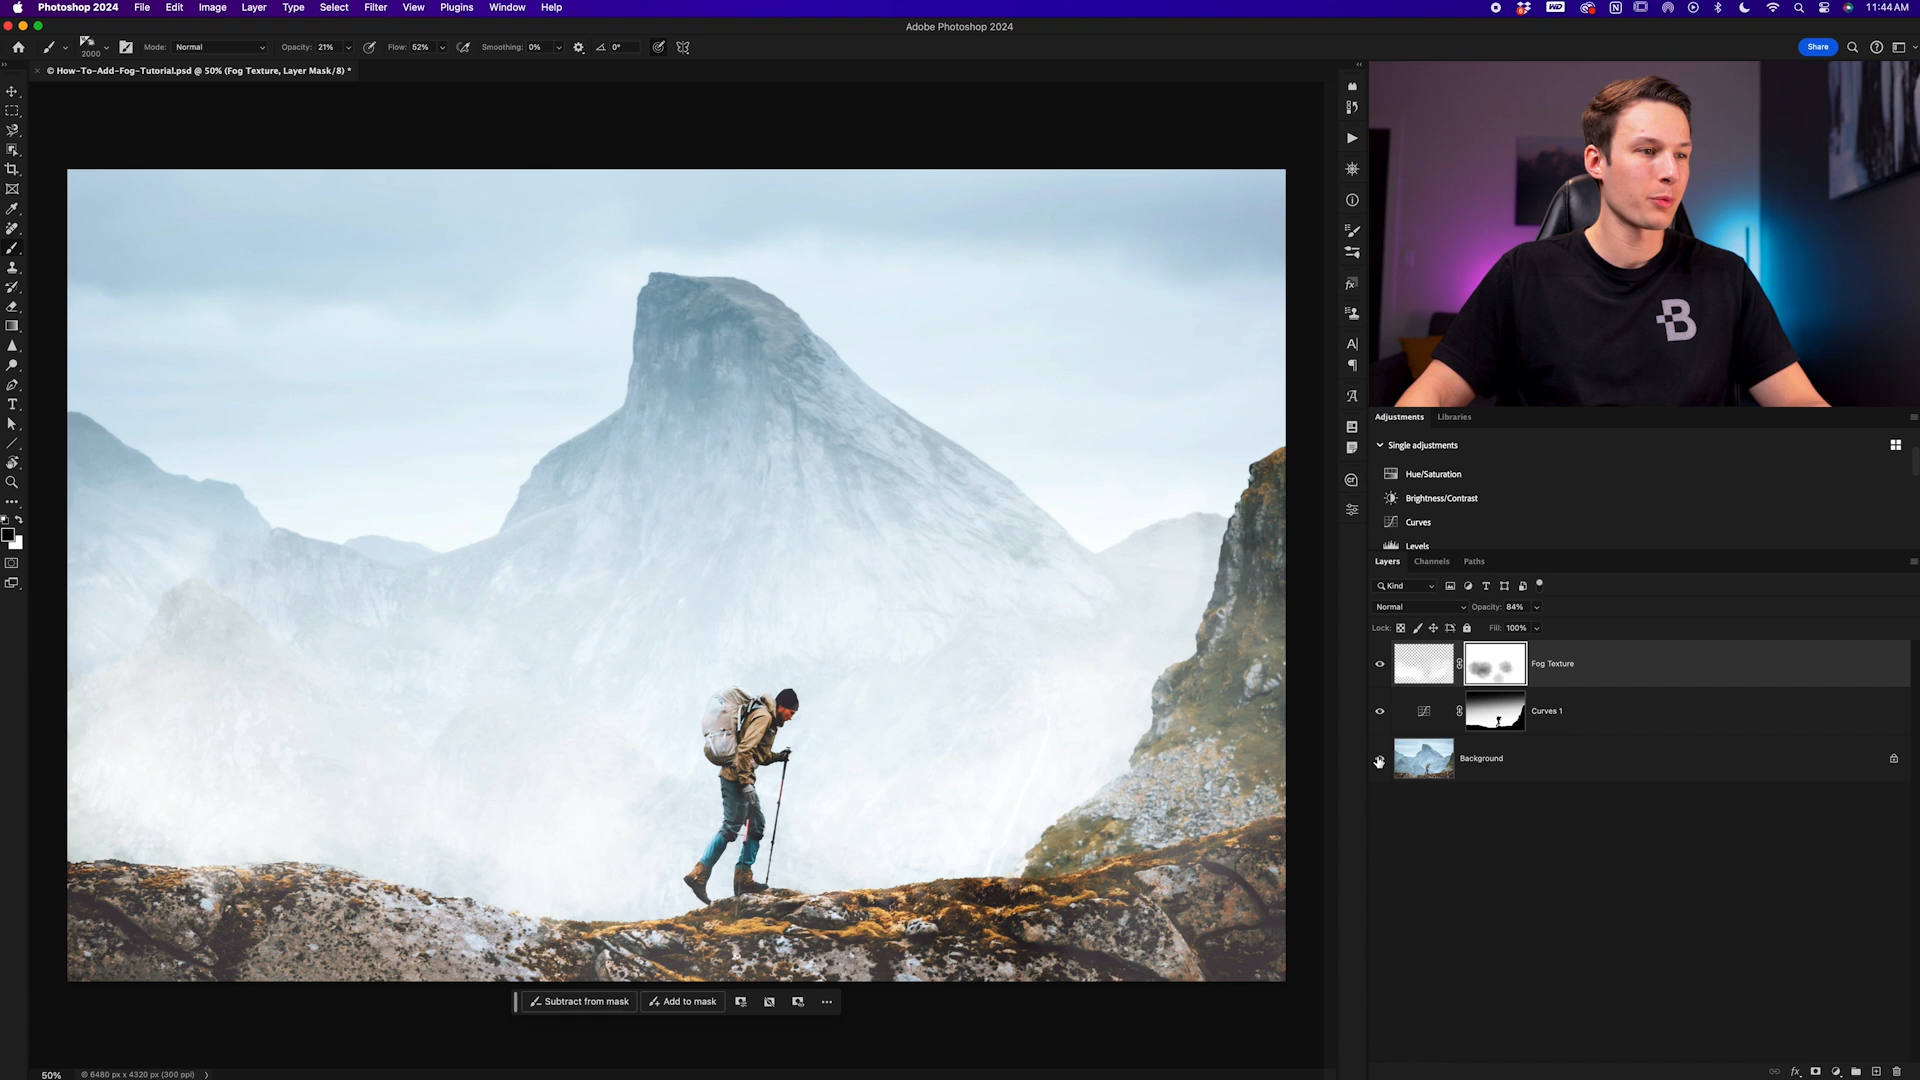 Photoshop 2024 File Edit Image Layer Type Select Filter View Plugins Window Help 11:44AM
Adobe Photoshop 2024
2000 Mode: Normal Opacity: 21% Flow: 52% Smoothing: 0% 0° Share
© How-To-Add-Fog-Tutorial.psd @ 50% (Fog Texture, Layer Mask/8) *
B
Adjustments Libraries
Single adjustments
Hue/Saturation
Brightness/Contrast
Curves
Levels
Layers Channels Paths
Kind
Normal Opacity: 84%
Lock: Fill: 100%
Fog Texture
Curves 1
Background
Subtract from mask Add to mask
50% © 6480 px x 4320 px (300 ppi)